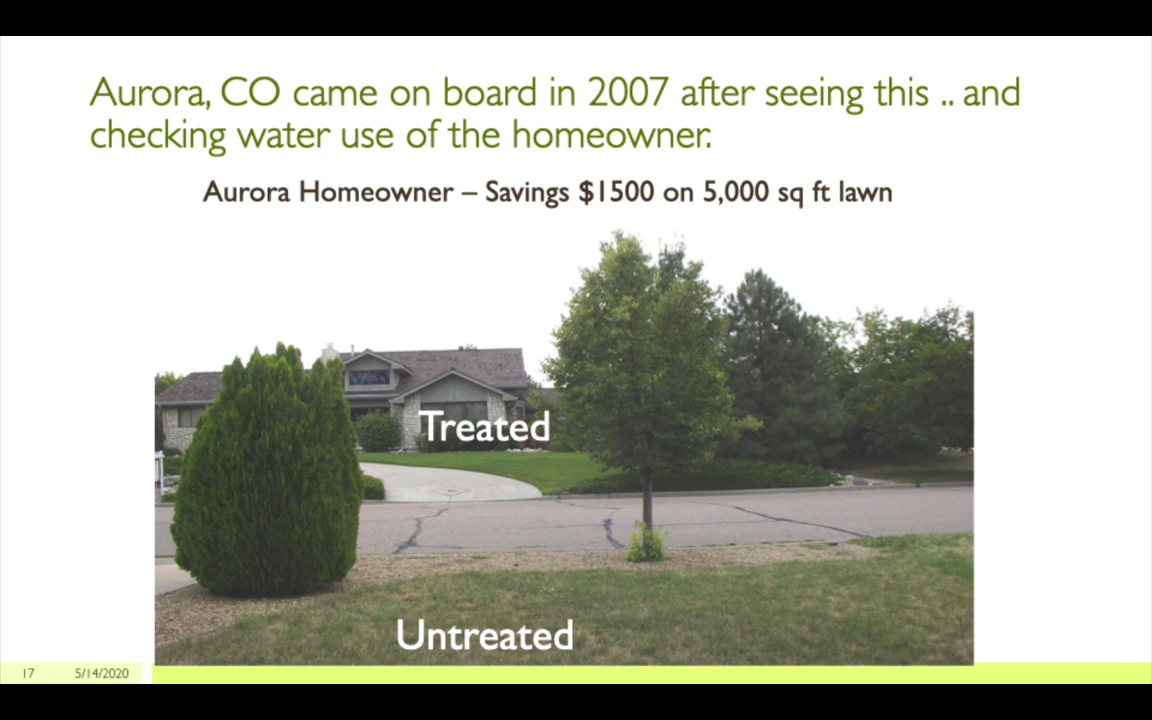 Aurora, CO came on board in 2007 after seeing this .. and
checking water use of the homeowner.
Aurora Homeowner – Savings $1500 on 5,000 sq ft lawn
Treated
Untreated
17 5/14/2020